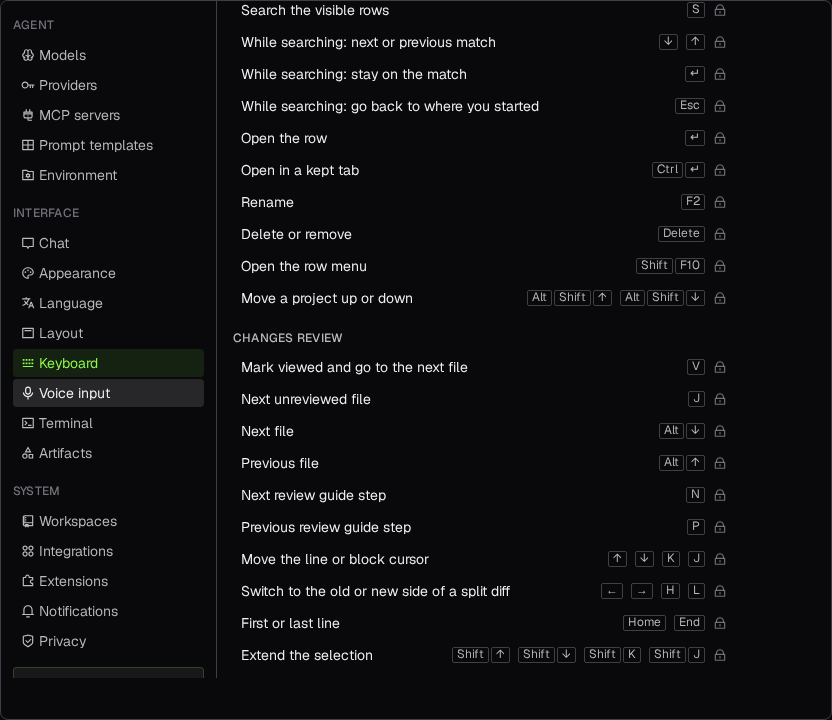 AGENT
Models
Providers
MCP servers
Prompt templates
Environment
INTERFACE
Chat
Appearance
Language
Layout
Keyboard
Voice input
Terminal
Artifacts
SYSTEM
Workspaces
Integrations
Extensions
Notifications
Privacy
Search the visible rows S
While searching: next or previous match ↓ ↑
While searching: stay on the match ↵
While searching: go back to where you started Esc
Open the row ↵
Open in a kept tab Ctrl ↵
Rename F2
Delete or remove Delete
Open the row menu Shift F10
Move a project up or down Alt Shift ↑ Alt Shift ↓
CHANGES REVIEW
Mark viewed and go to the next file V
Next unreviewed file J
Next file Alt ↓
Previous file Alt ↑
Next review guide step N
Previous review guide step P
Move the line or block cursor ↑ ↓ K J
Switch to the old or new side of a split diff ← → H L
First or last line Home End
Extend the selection Shift ↑ Shift ↓ Shift K Shift J